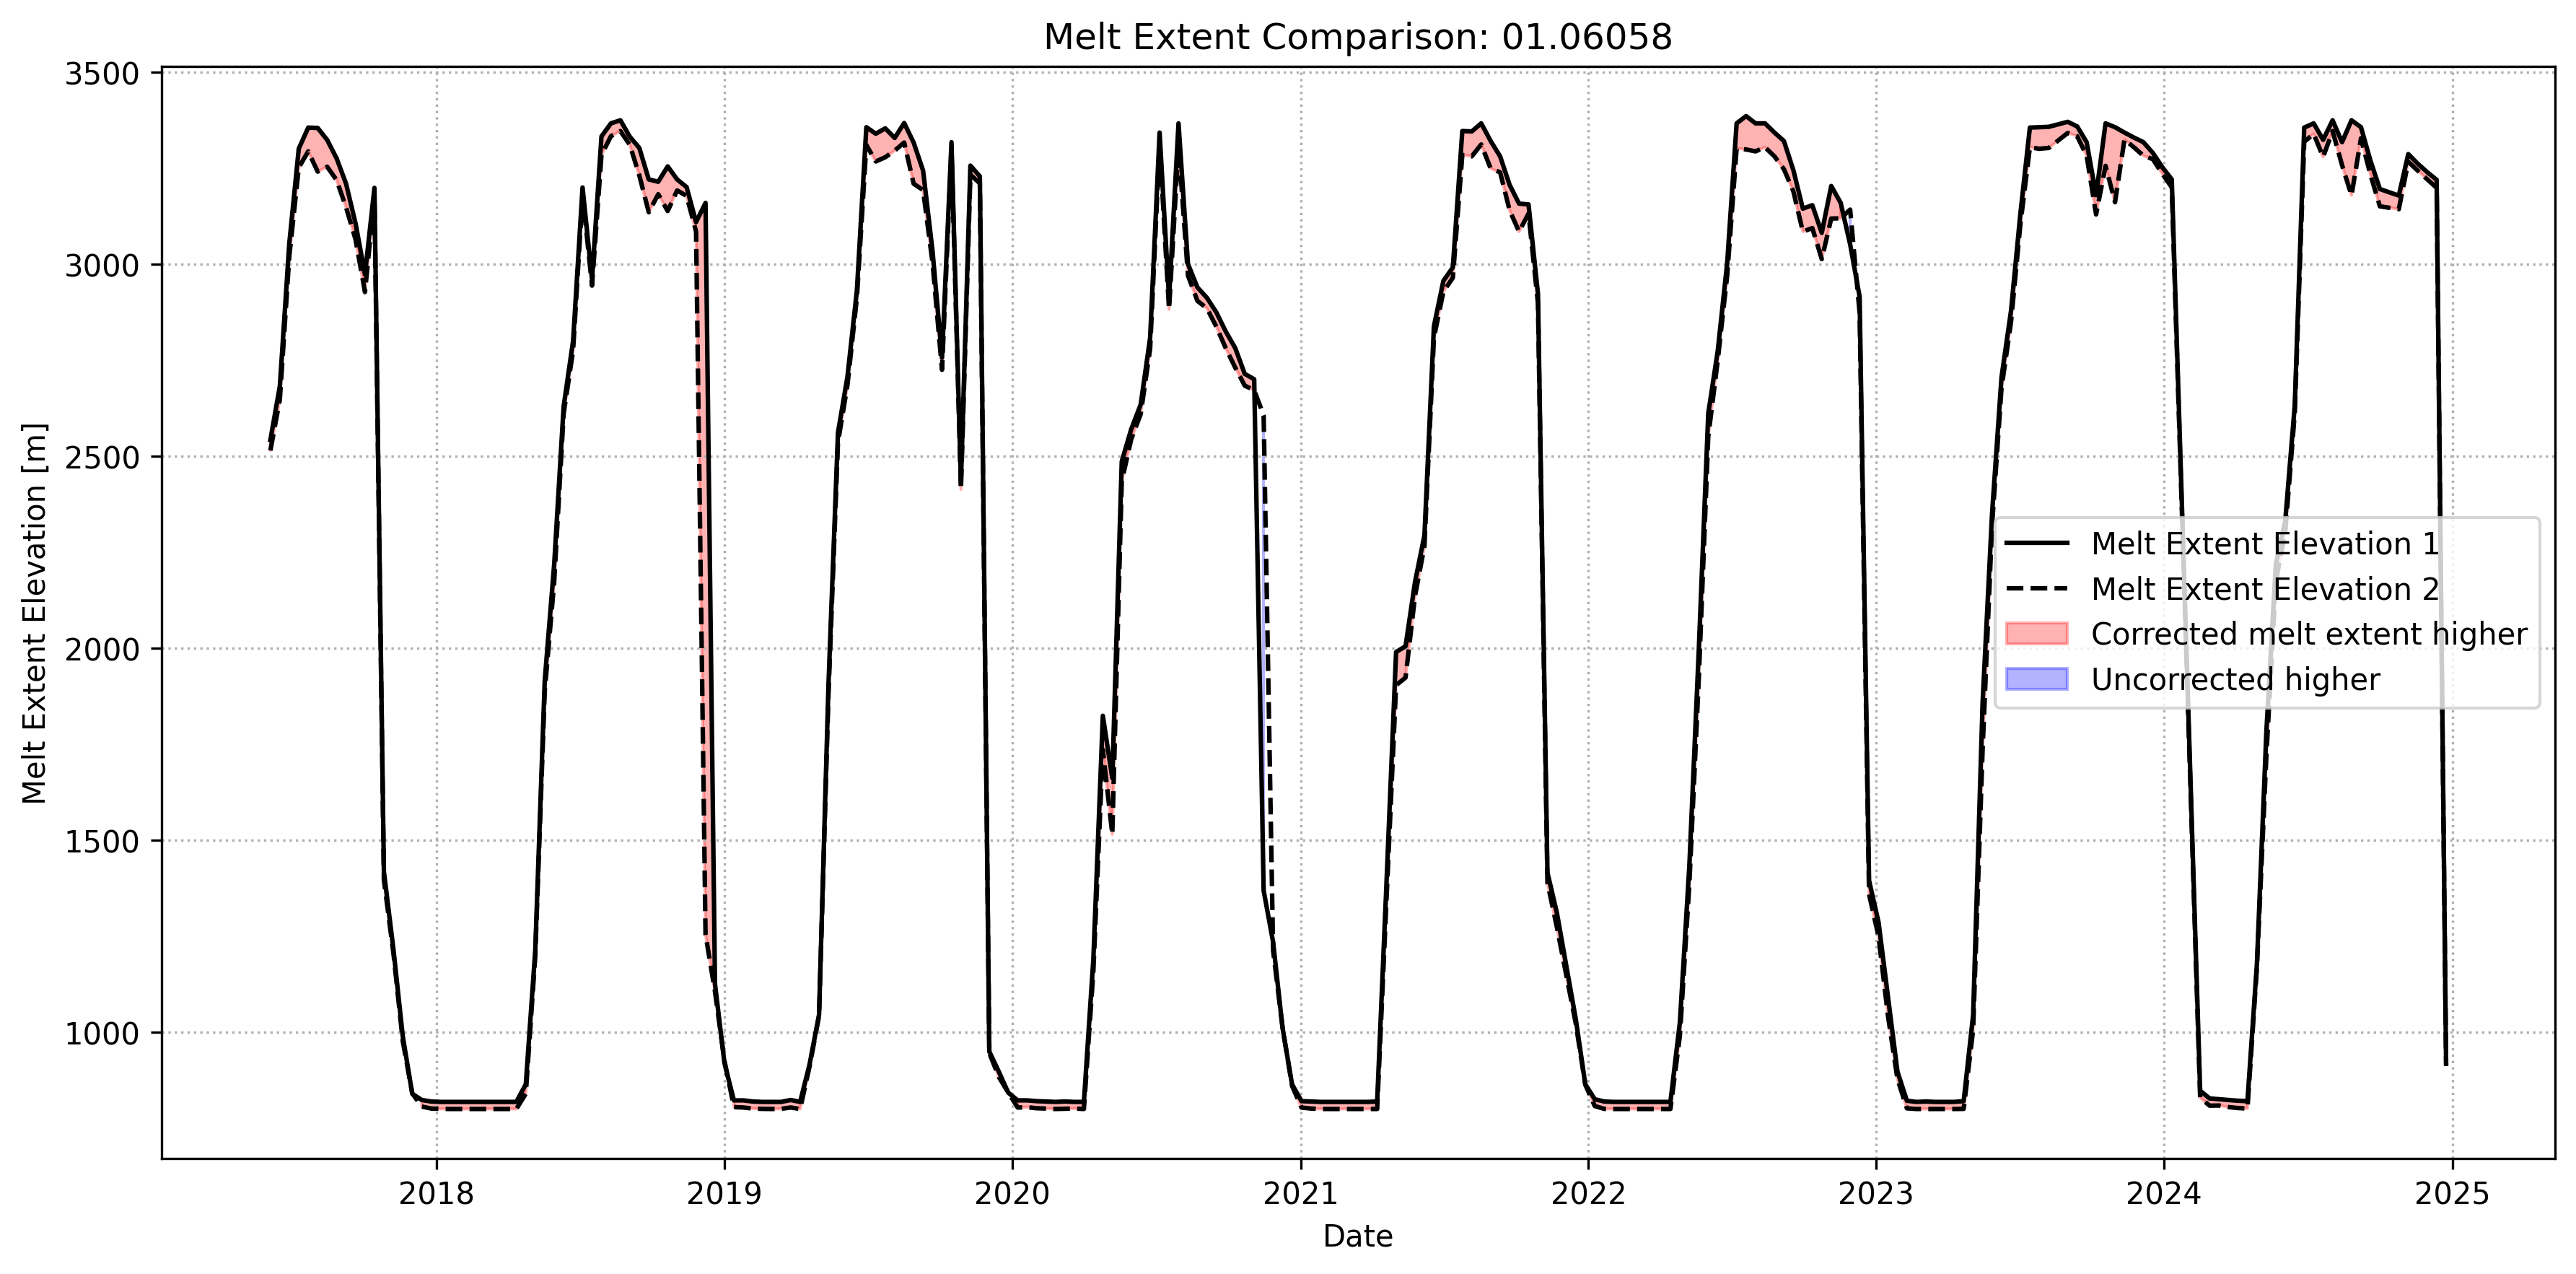 Melt Extent Comparison: 01.06058
3500
3000
2500
2000
1500
1000
Melt Extent Elevation [m]
Melt Extent Elevation 1
Melt Extent Elevation 2
Corrected melt extent higher
Uncorrected higher
2018 2019 2020 2021 2022 2023 2024 2025
Date